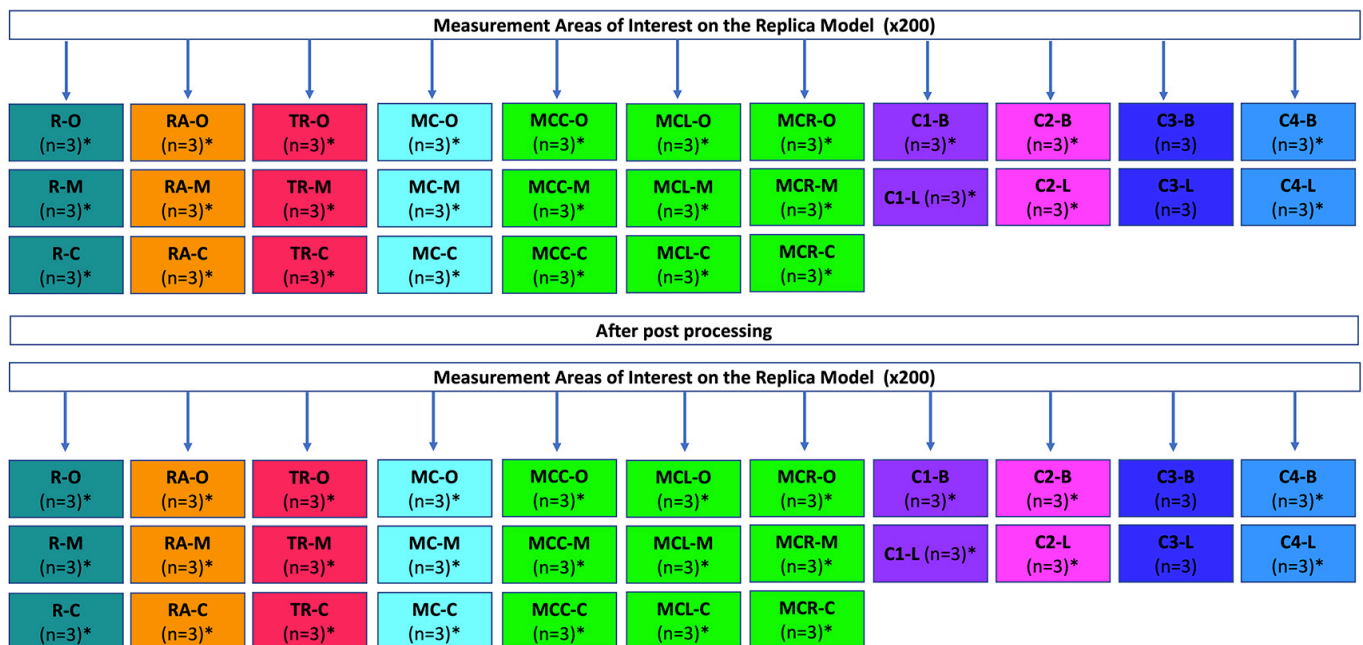 Measurement Areas of Interest on the Replica Model (x200)
R-O
(n=3)*
RA-O
(n=3)*
TR-O
(n=3)*
MC-O
(n=3)*
MCC-O
(n=3)*
MCL-O
(n=3)*
MCR-O
(n=3)*
C1-B
(n=3)*
C2-B
(n=3)*
C3-B
(n=3)
C4-B
(n=3)*
R-M
(n=3)*
RA-M
(n=3)*
TR-M
(n=3)*
MC-M
(n=3)*
MCC-M
(n=3)*
MCL-M
(n=3)*
MCR-M
(n=3)*
C1-L (n=3)*
C2-L
(n=3)*
C3-L
(n=3)
C4-L
(n=3)*
R-C
(n=3)*
RA-C
(n=3)*
TR-C
(n=3)*
MC-C
(n=3)*
MCC-C
(n=3)*
MCL-C
(n=3)*
MCR-C
(n=3)*
After post processing
Measurement Areas of Interest on the Replica Model (x200)
R-O
(n=3)*
RA-O
(n=3)*
TR-O
(n=3)*
MC-O
(n=3)*
MCC-O
(n=3)*
MCL-O
(n=3)*
MCR-O
(n=3)*
C1-B
(n=3)*
C2-B
(n=3)*
C3-B
(n=3)
C4-B
(n=3)*
R-M
(n=3)*
RA-M
(n=3)*
TR-M
(n=3)*
MC-M
(n=3)*
MCC-M
(n=3)*
MCL-M
(n=3)*
MCR-M
(n=3)*
C1-L (n=3)*
C2-L
(n=3)*
C3-L
(n=3)
C4-L
(n=3)*
R-C
(n=3)*
RA-C
(n=3)*
TR-C
(n=3)*
MC-C
(n=3)*
MCC-C
(n=3)*
MCL-C
(n=3)*
MCR-C
(n=3)*